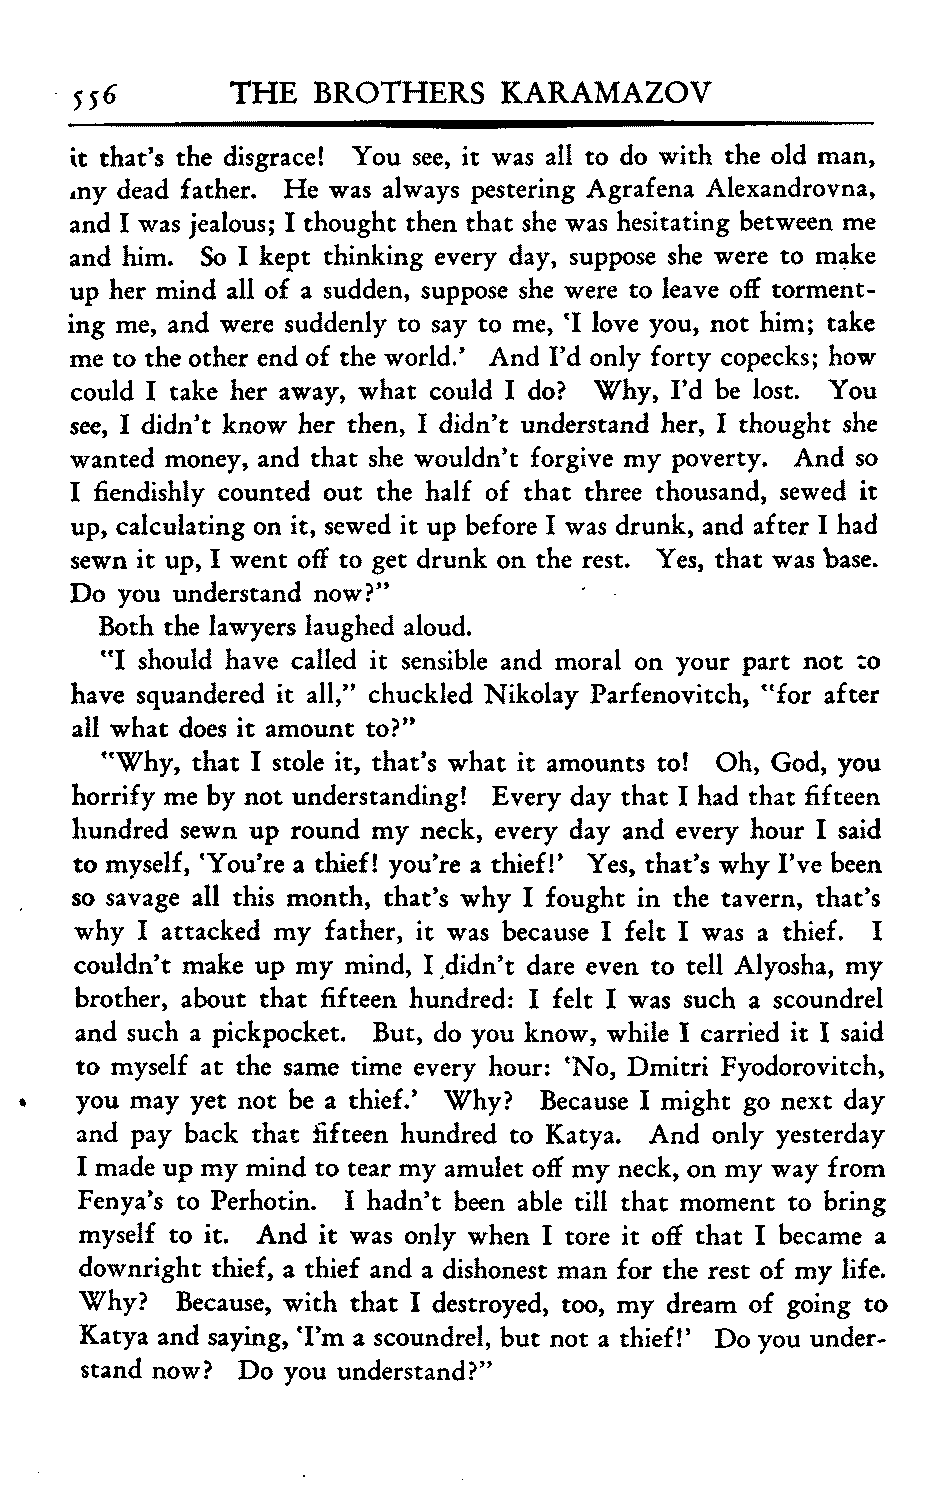 556 THE BROTHERS KARAMAZOV
it that's the disgrace! You see, it was all to do with the old man,
my dead father. He was always pestering Agrafena Alexandrovna,
and I was jealous; I thought then that she was hesitating between me
and him. So I kept thinking every day, suppose she were to make
up her mind all of a sudden, suppose she were to leave off torment-
ing me, and were suddenly to say to me, 'I love you, not him; take
me to the other end of the world.' And I'd only forty copecks; how
could I take her away, what could I do? Why, I'd be lost. You
see, I didn't know her then, I didn't understand her, I thought she
wanted money, and that she wouldn't forgive my poverty. And so
I fiendishly counted out the half of that three thousand, sewed it
up, calculating on it, sewed it up before I was drunk, and after I had
sewn it up, I went off to get drunk on the rest. Yes, that was base.
Do you understand now?"
Both the lawyers laughed aloud.
"I should have called it sensible and moral on your part not to
have squandered it all," chuckled Nikolay Parfenovitch, "for after
all what does it amount to?"
"Why, that I stole it, that's what it amounts to! Oh, God, you
horrify me by not understanding! Every day that I had that fifteen
hundred sewn up round my neck, every day and every hour I said
to myself, 'You're a thief! you're a thief!' Yes, that's why I've been
so savage all this month, that's why I fought in the tavern, that's
why I attacked my father, it was because I felt I was a thief. I
couldn't make up my mind, I didn't dare even to tell Alyosha, my
brother, about that fifteen hundred: I felt I was such a scoundrel
and such a pickpocket. But, do you know, while I carried it I said
to myself at the same time every hour: 'No, Dmitri Fyodorovitch,
you may yet not be a thief.' Why? Because I might go next day
and pay back that fifteen hundred to Katya. And only yesterday
I made up my mind to tear my amulet off my neck, on my way from
Fenya's to Perhotin. I hadn't been able till that moment to bring
myself to it. And it was only when I tore it off that I became a
downright thief, a thief and a dishonest man for the rest of my life.
Why? Because, with that I destroyed, too, my dream of going to
Katya and saying, 'I'm a scoundrel, but not a thief!' Do you under-
stand now? Do you understand?"